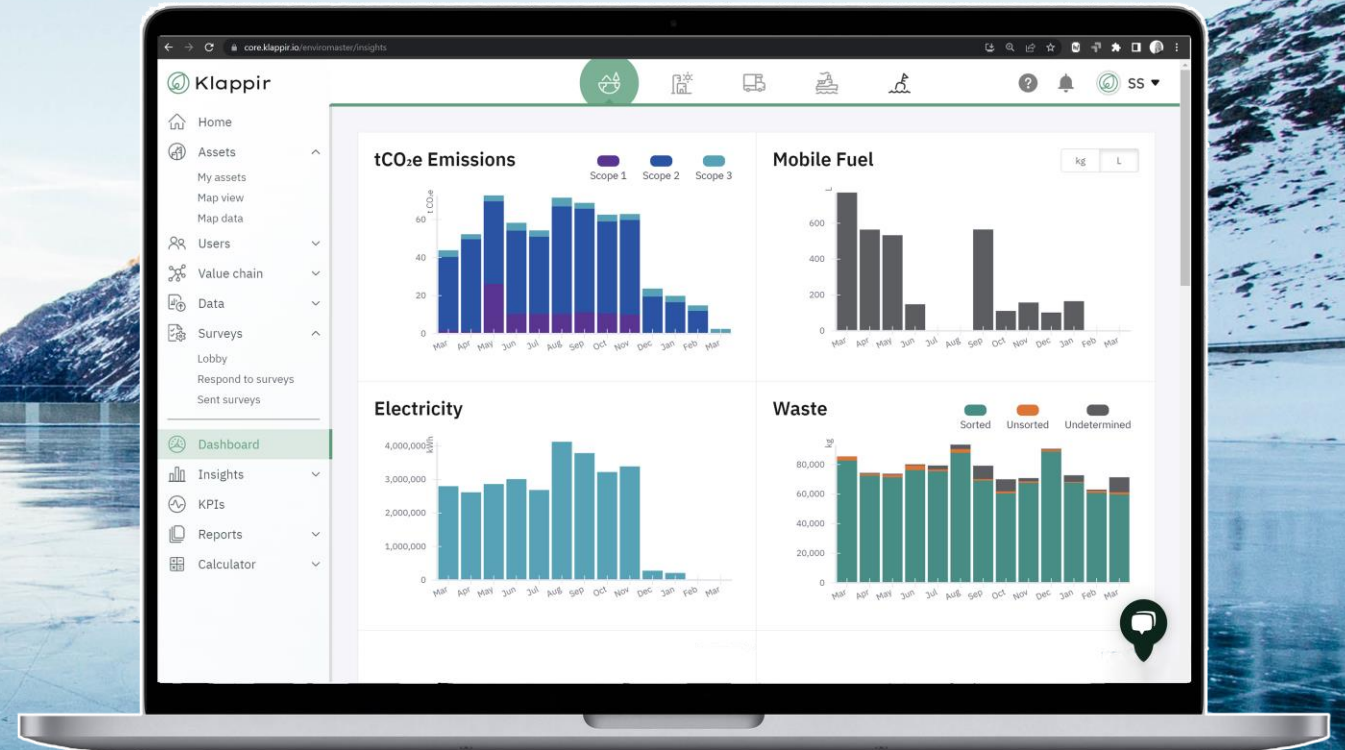 core.klappir.io/enviromaster/insights
Klappir
? SS
Home
Assets
My assets
Map view
Map data
Users
Value chain
Data
Surveys
Lobby
Respond to surveys
Sent surveys
Dashboard
Insights
KPIs
Reports
Calculator
tCO₂e Emissions
Scope 1 Scope 2 Scope 3
t CO₂e
60
40
20
0
Mar Apr May Jun Jul Aug Sep Oct Nov Dec Jan Feb Mar
Mobile Fuel
kg L
L
600
400
200
0
Mar Apr May Jun Jul Aug Sep Oct Nov Dec Jan Feb Mar
Electricity
kWh
4,000,000
3,000,000
2,000,000
1,000,000
0
Mar Apr May Jun Jul Aug Sep Oct Nov Dec Jan Feb Mar
Waste
Sorted Unsorted Undetermined
kg
80,000
60,000
40,000
20,000
0
Mar Apr May Jun Jul Aug Sep Oct Nov Dec Jan Feb Mar